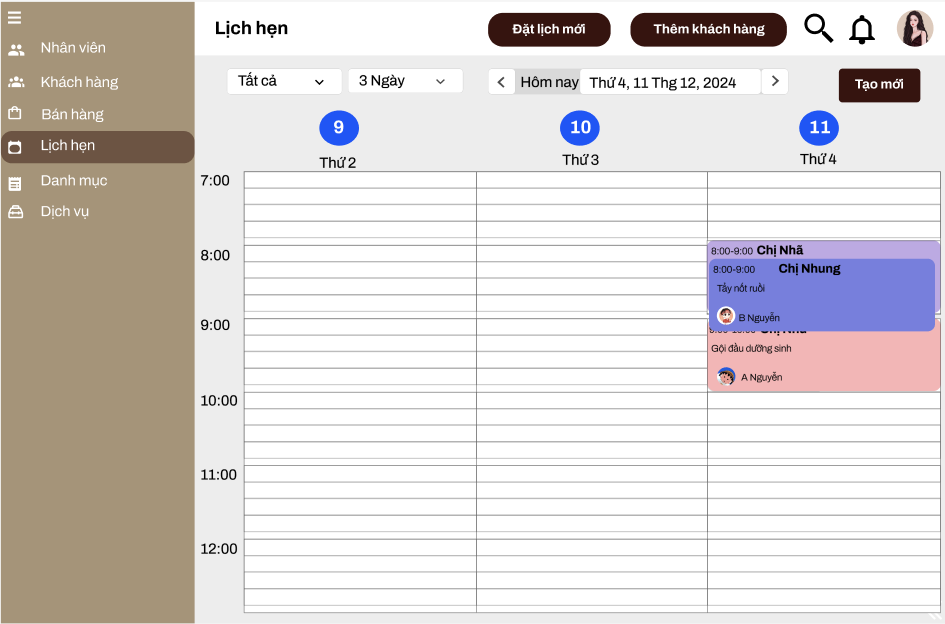 Lịch hẹn
Đặt lịch mới
Thêm khách hàng
Nhân viên
Khách hàng
Bán hàng
Lịch hẹn
Danh mục
Dịch vụ
Tất cả
3 Ngày
Hôm nay
Thứ 4, 11 Thg 12, 2024
Tạo mới
9
10
11
Thứ 2
Thứ 3
Thứ 4
7:00
8:00
9:00
10:00
11:00
12:00
8:00-9:00 Chị Nhã
8:00-9:00 Chị Nhung
Tẩy nốt ruồi
B Nguyễn
Gội đầu dưỡng sinh
A Nguyễn